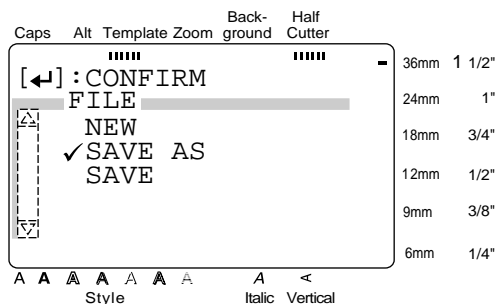 Caps Alt Template Zoom Back-ground Half Cutter
[↵]:CONFIRM
FILE
NEW
✓SAVE AS
SAVE
36mm 1 1/2"
24mm 1"
18mm 3/4"
12mm 1/2"
9mm 3/8"
6mm 1/4"
A A A A A A A A <
Style Italic Vertical